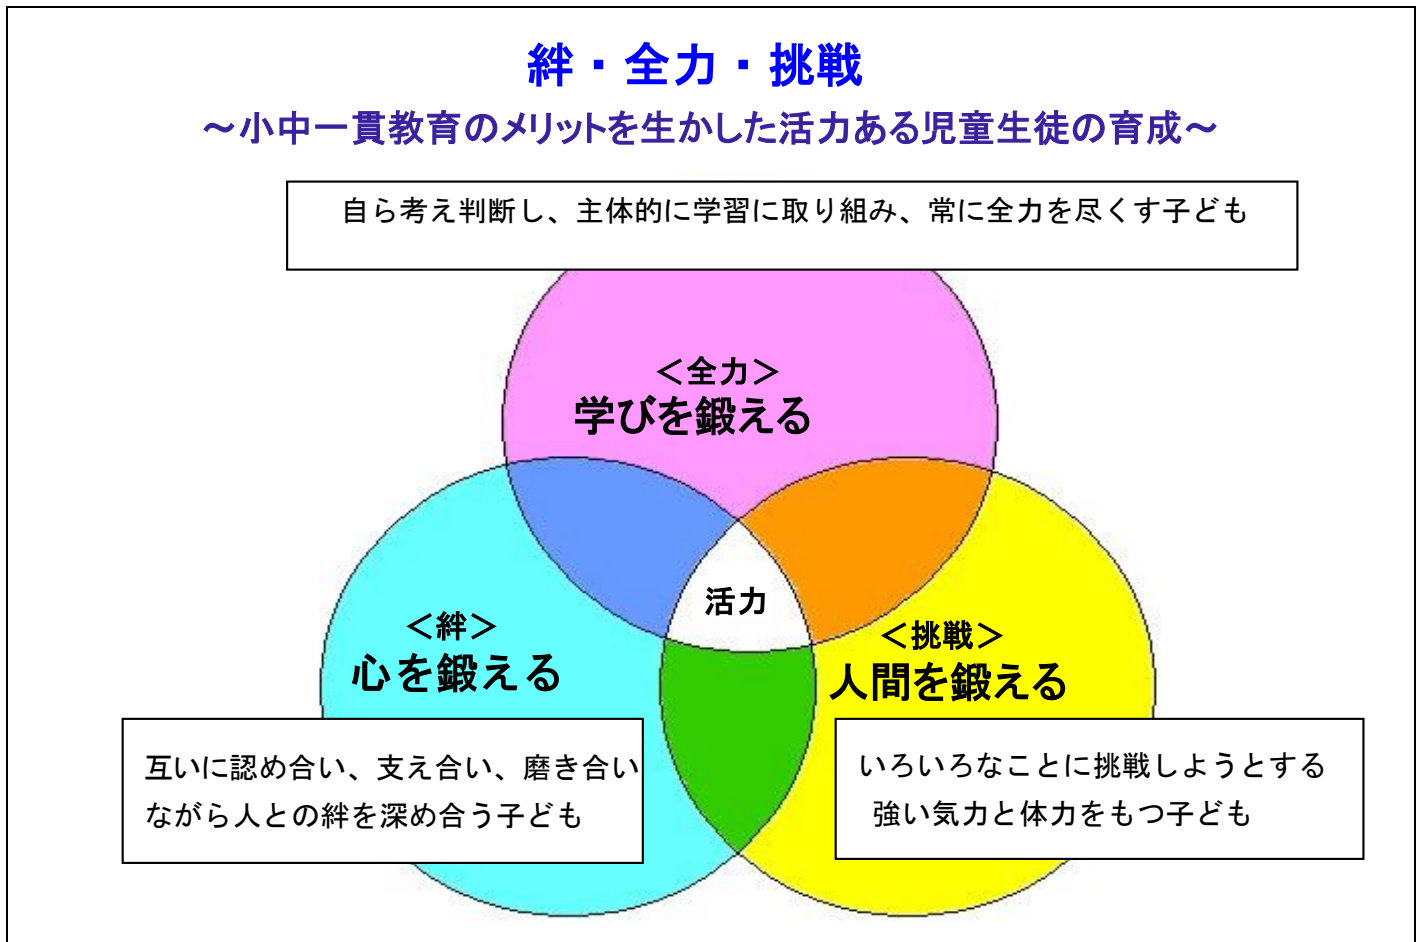 絆・全力・挑戦
～小中一貫教育のメリットを生かした活力ある児童生徒の育成～
自ら考え判断し、主体的に学習に取り組み、常に全力を尽くす子ども
＜全力＞
学びを鍛える
活力
＜絆＞
心を鍛える
＜挑戦＞
人間を鍛える
互いに認め合い、支え合い、磨き合い
ながら人との絆を深め合う子ども
いろいろなことに挑戦しようとする
強い気力と体力をもつ子ども